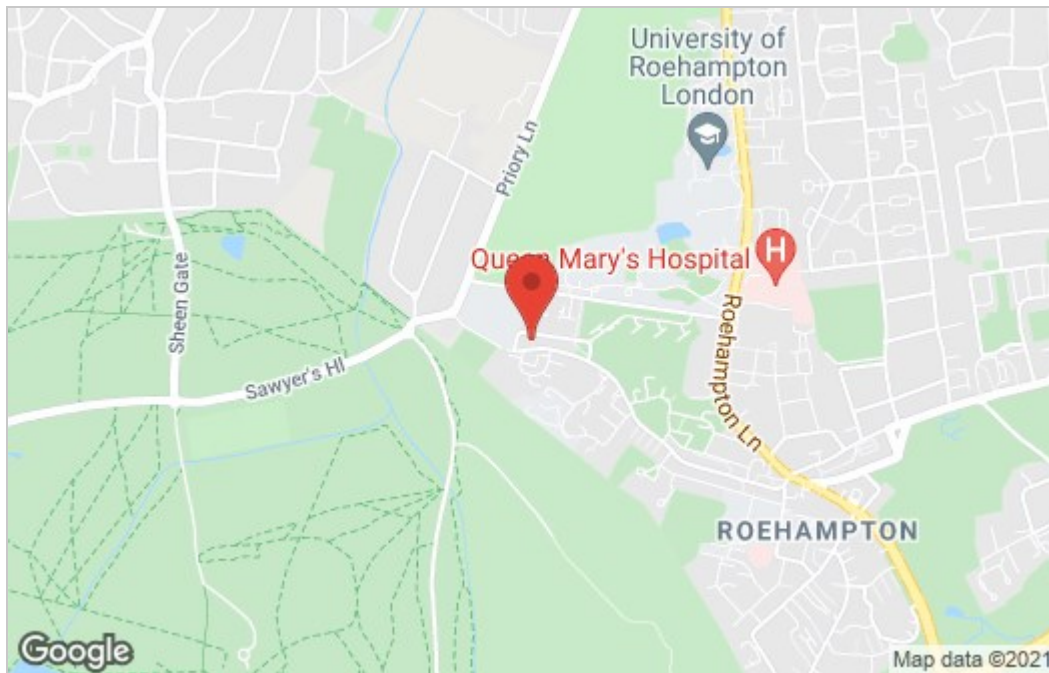 University of
Roehampton
London
Priory Ln
Queen Mary's Hospital
H
Sheen Gate
Sawyer's Hl
Roehampton Ln
ROEHAMPTON
Google
Map data ©2021